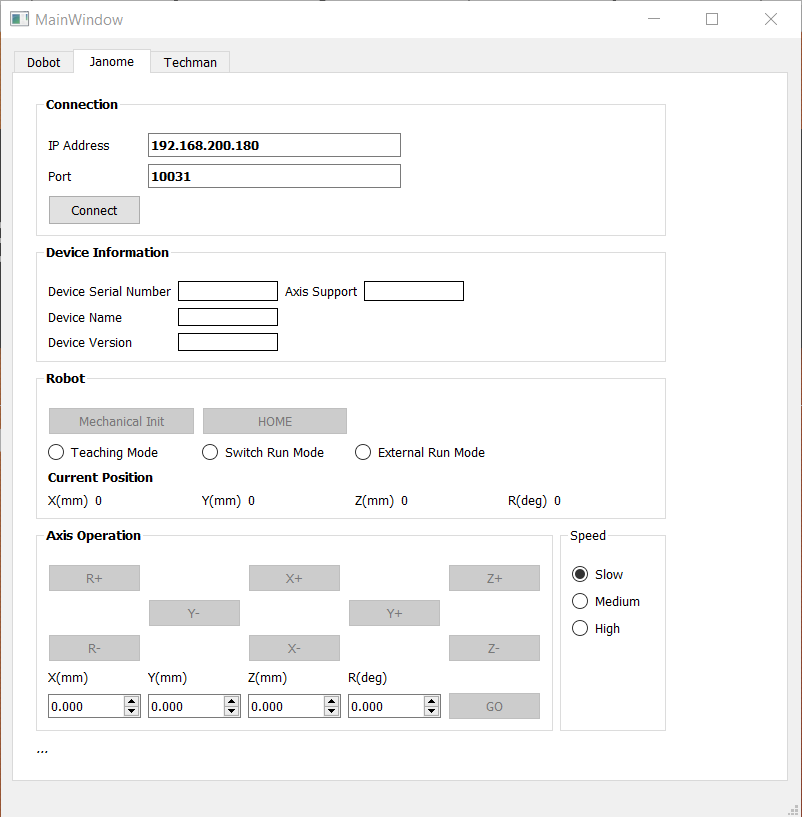 MainWindow
Dobot Janome Techman
Connection
IP Address 192.168.200.180
Port 10031
Connect
Device Information
Device Serial Number Axis Support
Device Name
Device Version
Robot
Mechanical Init HOME
Teaching Mode Switch Run Mode External Run Mode
Current Position
X(mm) 0 Y(mm) 0 Z(mm) 0 R(deg) 0
Axis Operation Speed
R+ X+ Z+ Slow
Y- Y+ Medium
R- X- Z- High
X(mm) Y(mm) Z(mm) R(deg)
0.000 0.000 0.000 0.000 GO
...